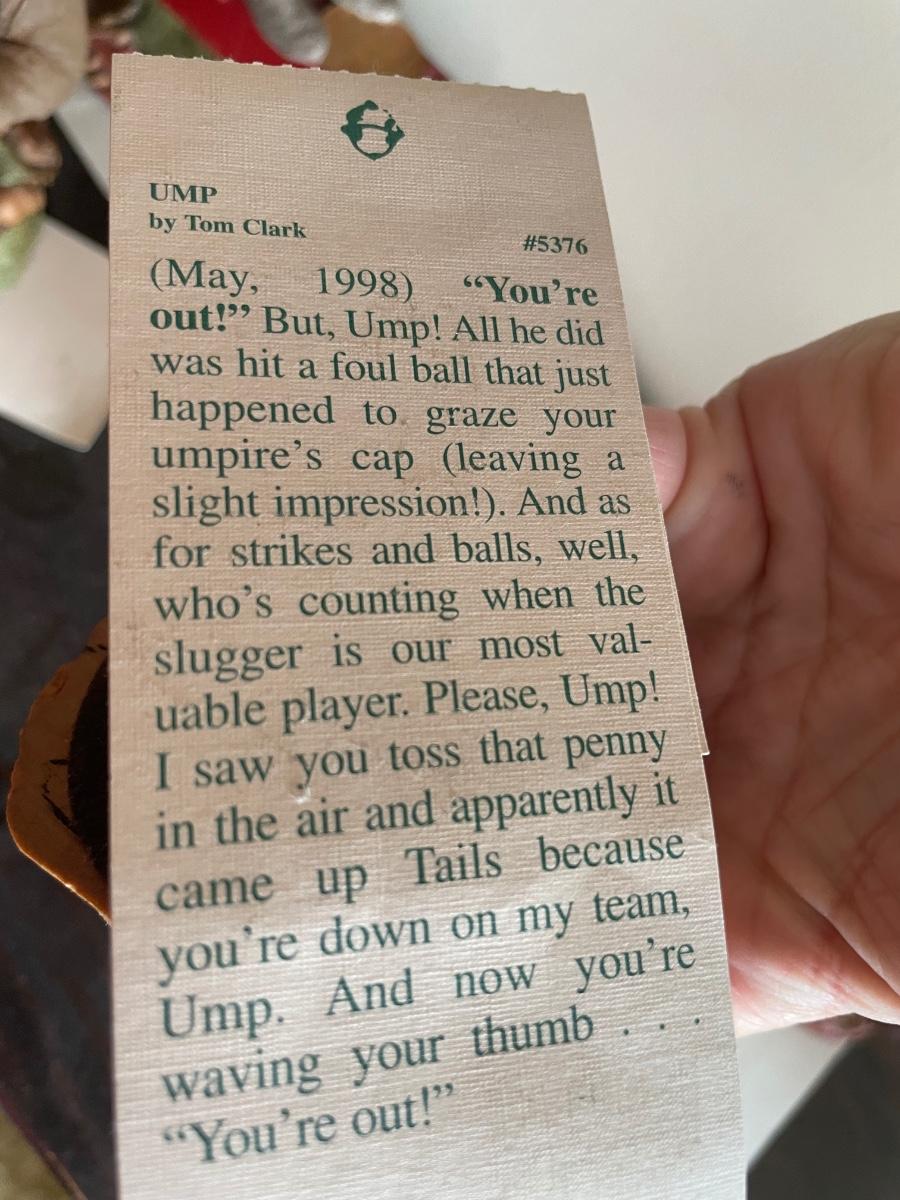 UMP
by Tom Clark
#5376
(May, 1998) “You’re
out!” But, Ump! All he did
was hit a foul ball that just
happened to graze your
umpire’s cap (leaving a
slight impression!). And as
for strikes and balls, well,
who’s counting when the
slugger is our most val-
uable player. Please, Ump!
I saw you toss that penny
in the air and apparently it
came up Tails because
you’re down on my team,
Ump. And now you’re
waving your thumb . . .
“You’re out!”